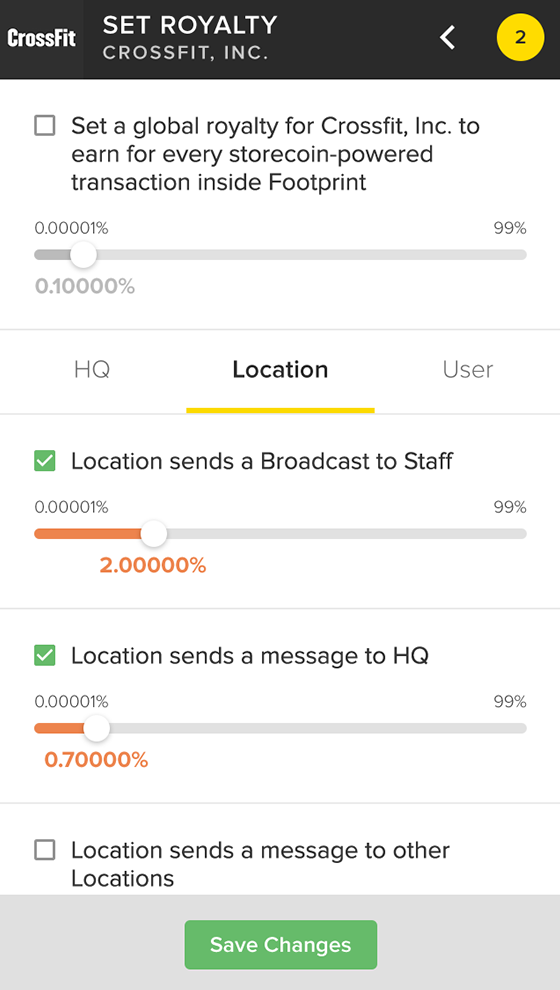 CrossFit
SET ROYALTY
CROSSFIT, INC.
2
Set a global royalty for Crossfit, Inc. to
earn for every storecoin-powered
transaction inside Footprint
0.00001% 99%
0.10000%
HQ Location User
Location sends a Broadcast to Staff
0.00001% 99%
2.00000%
Location sends a message to HQ
0.00001% 99%
0.70000%
Location sends a message to other
Locations
Save Changes